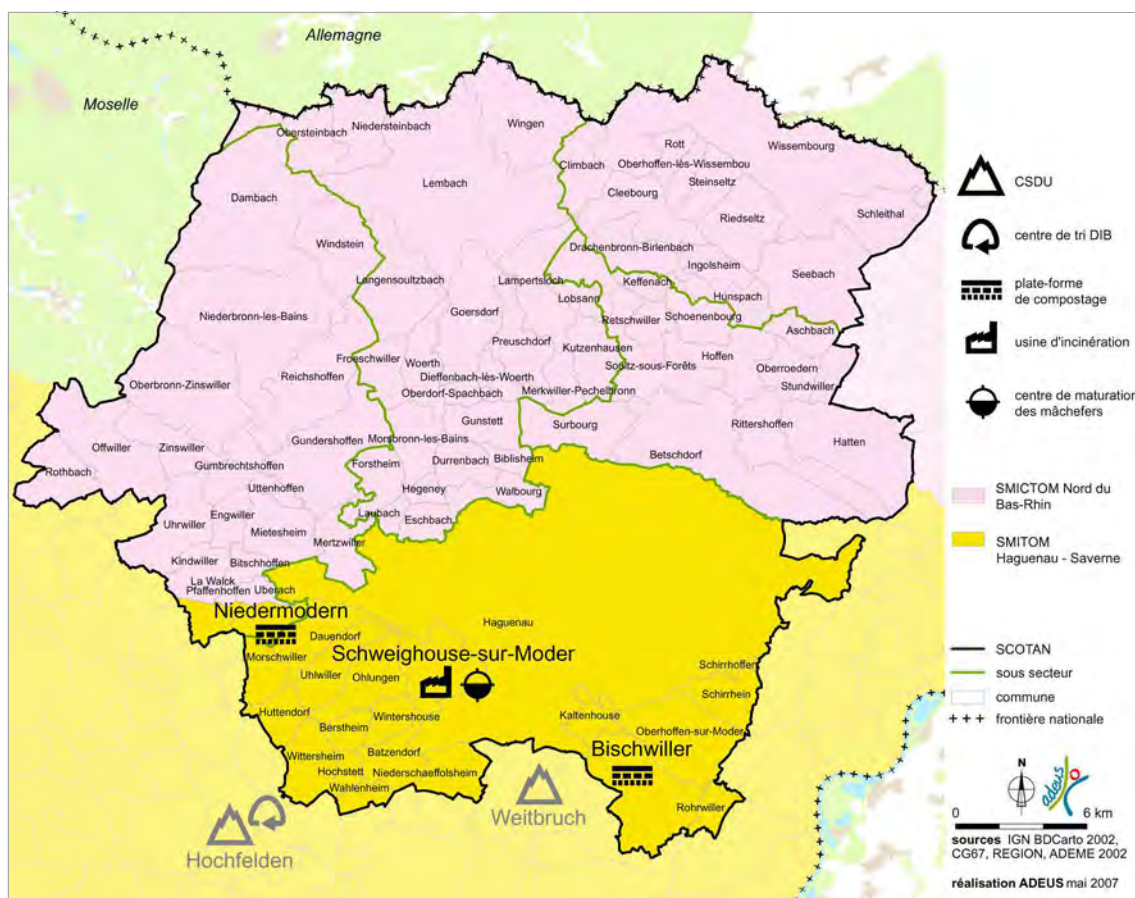 Allemagne
Moselle
Obersteinbach
Niedersteinbach
Wingen
Climbach
Rott
Wissembourg
Oberhoffen-lès-Wissembou
Steinseltz
Cleebourg
Lembach
Dambach
Riedseltz
Schleithal
Windstein
Drachenbronn-Birlenbach
Ingolsheim
Seebach
Langensoultzbach
Lampertsloch
Keffenach
Hunspach
Lobsann
Niederbronn-les-Bains
Goersdorf
Retschwiller
Schoenenbourg
Aschbach
Preuschdorf
Kutzenhausen
Froeschwiller
Woerth
Hoffen
Soultz-sous-Forêts
Oberroedern
Reichshoffen
Dieffenbach-lès-Woerth
Oberbronn-Zinswiller
Oberdorf-Spachbach
Merkwiller-Pechelbronn
Stundwiller
Gunstett
Surbourg
Rittershoffen
Gundershoffen
Morsbronn-les-Bains
Hatten
Offwiller
Zinswiller
Betschdorf
Rothbach
Gumbrechtshoffen
Forstheim
Durrenbach
Biblisheim
Uttenhoffen
Hegeney
Walbourg
Laubach
Eschbach
Uhrwiller
Engwiller
Mietesheim
Mertzwiller
Kindwiller
Bitschhoffen
La Walck
Pfaffenhoffen
Uberach
Niedermodern
Dauendorf
Haguenau
Morschwiller
Schweighouse-sur-Moder
Uhlwiller
Ohlungen
Schirrhoffen
Schirrhein
Huttendorf
Wintershouse
Kaltenhouse
Berstheim
Oberhoffen-sur-Moder
Wittersheim
Batzendorf
Bischwiller
Hochstett
Niederschaeffolsheim
Wahlenheim
Rohrwiller
Weitbruch
Hochfelden
CSDU
centre de tri DIB
plate-forme
de compostage
usine d'incinération
centre de maturation
des mâchefers
SMICTOM Nord du
Bas-Rhin
SMITOM
Haguenau - Saverne
SCOTAN
sous secteur
commune
frontière nationale
N
adeus
0 6 km
sources IGN BDCarto 2002,
CG67, REGION, ADEME 2002
réalisation ADEUS mai 2007